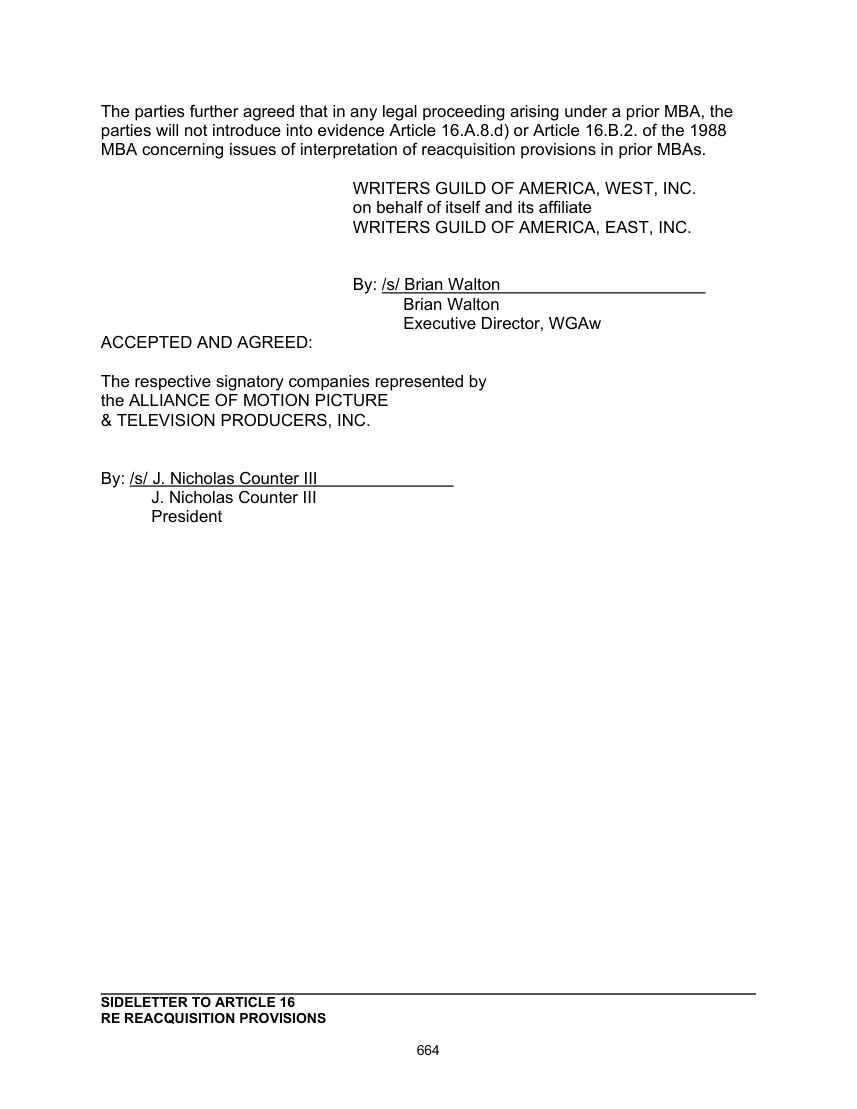 The parties further agreed that in any legal proceeding arising under a prior MBA, the
parties will not introduce into evidence Article 16.A.8.d) or Article 16.B.2. of the 1988
MBA concerning issues of interpretation of reacquisition provisions in prior MBAs.
WRITERS GUILD OF AMERICA, WEST, INC.
on behalf of itself and its affiliate
WRITERS GUILD OF AMERICA, EAST, INC.
By: /s/ Brian Walton
Brian Walton
Executive Director, WGAw
ACCEPTED AND AGREED:
The respective signatory companies represented by
the ALLIANCE OF MOTION PICTURE
& TELEVISION PRODUCERS, INC.
By: /s/ J. Nicholas Counter III
J. Nicholas Counter III
President
SIDELETTER TO ARTICLE 16
RE REACQUISITION PROVISIONS
664